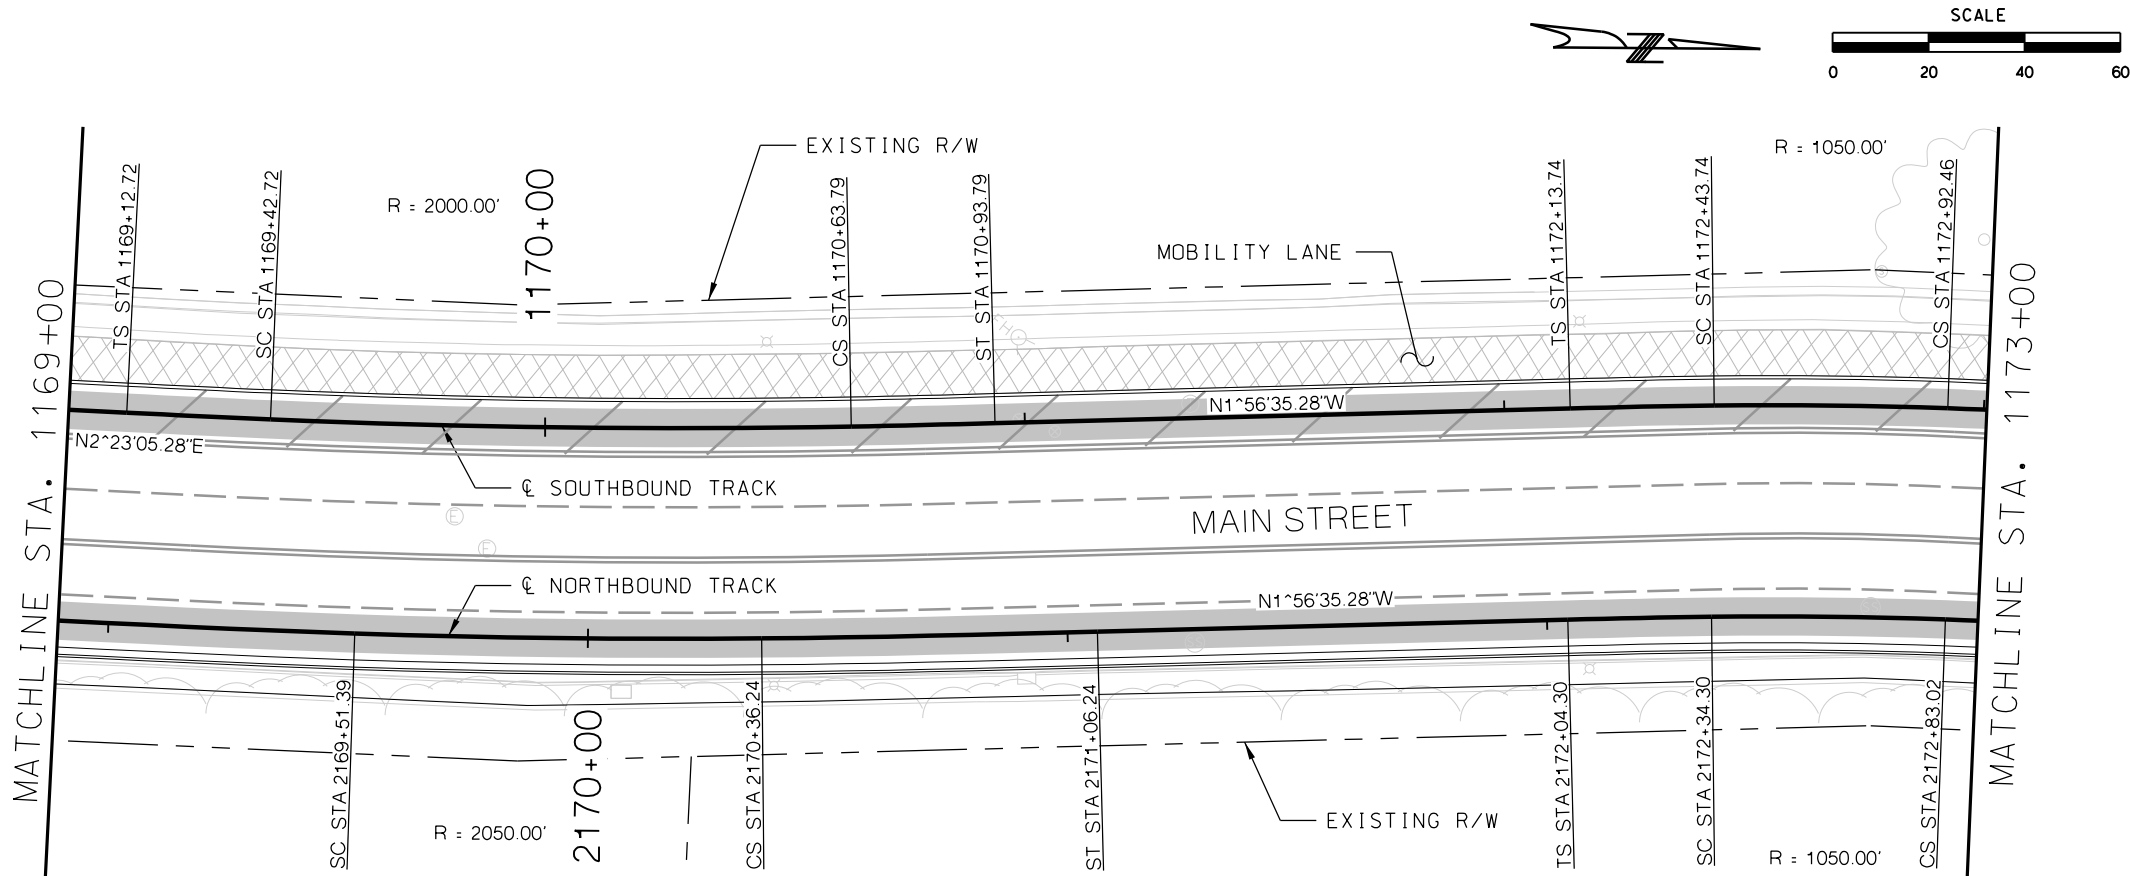 SCALE
0 20 40 60
EXISTING R/W
R = 2000.00'
R = 1050.00'
MOBILITY LANE
TS STA 1169+12.72
SC STA 1169+42.72
1170+00
CS STA 1170+63.79
ST STA 1170+93.79
TS STA 1172+13.74
SC STA 1172+43.74
CS STA 1172+92.46
FH
MATCHLINE STA. 1169+00
MATCHLINE STA. 1173+00
N1^56'35.28"W
N2^23'05.28"E
℄ SOUTHBOUND TRACK
E
E
MAIN STREET
℄ NORTHBOUND TRACK
N1^56'35.28"W
SC STA 2169+51.39
2170+00
CS STA 2170+36.24
ST STA 2171+06.24
TS STA 2172+04.30
SC STA 2172+34.30
CS STA 2172+83.02
R = 2050.00'
EXISTING R/W
R = 1050.00'